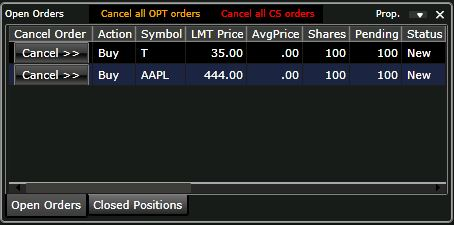 Open Orders Cancel all OPT orders Cancel all CS orders Prop.
Cancel Order Action Symbol LMT Price AvgPrice Shares Pending Status
Cancel >> Buy T 35.00 .00 100 100 New
Cancel >> Buy AAPL 444.00 .00 100 100 New
Open Orders Closed Positions